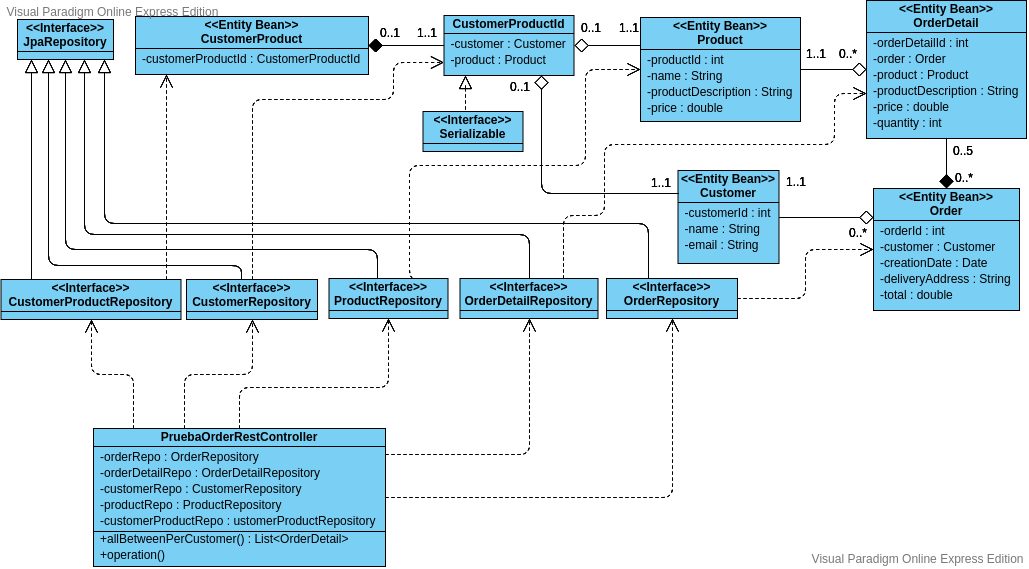 Visual Paradigm Online Express Edition
<<Interface>>
JpaRepository
<<Entity Bean>>
CustomerProduct
-customerProductId : CustomerProductId
0..1
1..1
CustomerProductId
-customer : Customer
-product : Product
0..1
1..1
<<Entity Bean>>
Product
-productId : int
-name : String
-productDescription : String
-price : double
1..1
0..*
<<Entity Bean>>
OrderDetail
-orderDetailId : int
-order : Order
-product : Product
-productDescription : String
-price : double
-quantity : int
0..1
<<Interface>>
Serializable
0..5
0..*
1..1
<<Entity Bean>>
Customer
-customerId : int
-name : String
-email : String
1..1
0..*
<<Entity Bean>>
Order
-orderId : int
-customer : Customer
-creationDate : Date
-deliveryAddress : String
-total : double
<<Interface>>
CustomerProductRepository
<<Interface>>
CustomerRepository
<<Interface>>
ProductRepository
<<Interface>>
OrderDetailRepository
<<Interface>>
OrderRepository
PruebaOrderRestController
-orderRepo : OrderRepository
-orderDetailRepo : OrderDetailRepository
-customerRepo : CustomerRepository
-productRepo : ProductRepository
-customerProductRepo : ustomerProductRepository
+allBetweenPerCustomer() : List<OrderDetail>
+operation()
Visual Paradigm Online Express Edition